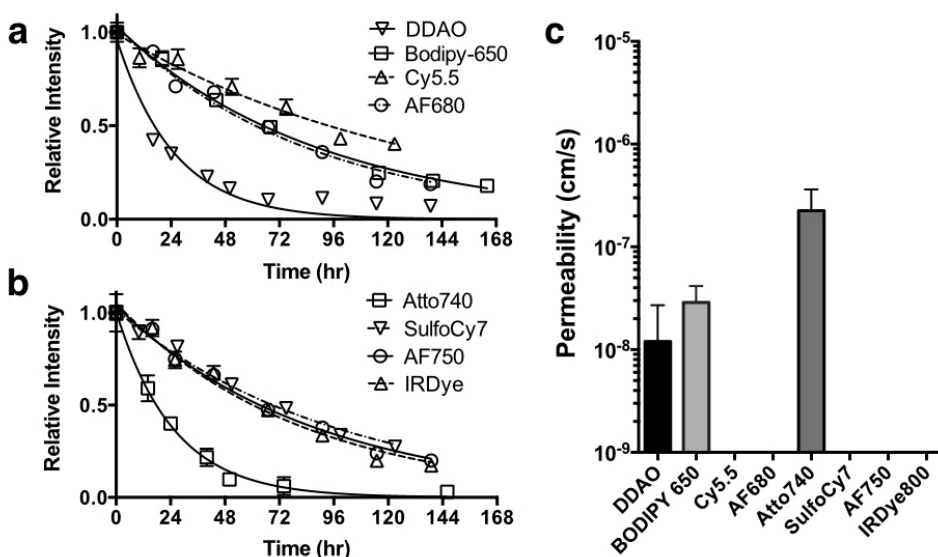 a
Relative Intensity
1.0
0.5
0.0
DDAO
Bodipy-650
Cy5.5
AF680
0 24 48 72 96 120 144 168
Time (hr)
b
Relative Intensity
1.0
0.5
0.0
Atto740
SulfoCy7
AF750
IRDye
0 24 48 72 96 120 144 168
Time (hr)
c
Permeability (cm/s)
10-5
10-6
10-7
10-8
10-9
DDAO
BODIPY 650
Cy5.5
AF680
Atto740
SulfoCy7
AF750
IRDye800